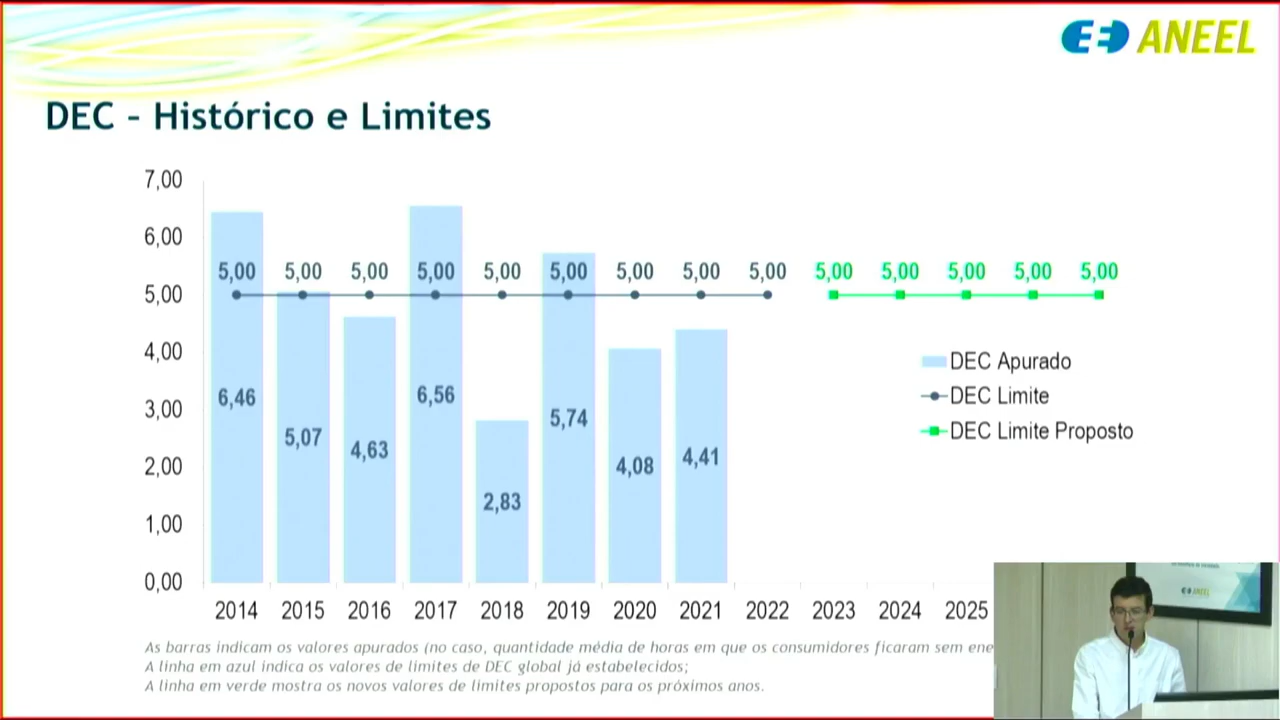 ANEEL
DEC – Histórico e Limites
7,00
6,00
5,00
4,00
3,00
2,00
1,00
0,00
5,00 5,00 5,00 5,00 5,00 5,00 5,00 5,00 5,00 5,00 5,00 5,00 5,00 5,00
6,46 5,07 4,63 6,56 2,83 5,74 4,08 4,41
DEC Apurado
DEC Limite
DEC Limite Proposto
2014 2015 2016 2017 2018 2019 2020 2021 2022 2023 2024 2025
As barras indicam os valores apurados (no caso, quantidade média de horas em que os consumidores ficaram sem ene
A linha em azul indica os valores de limites de DEC global já estabelecidos;
A linha em verde mostra os novos valores de limites propostos para os próximos anos.
ANEEL